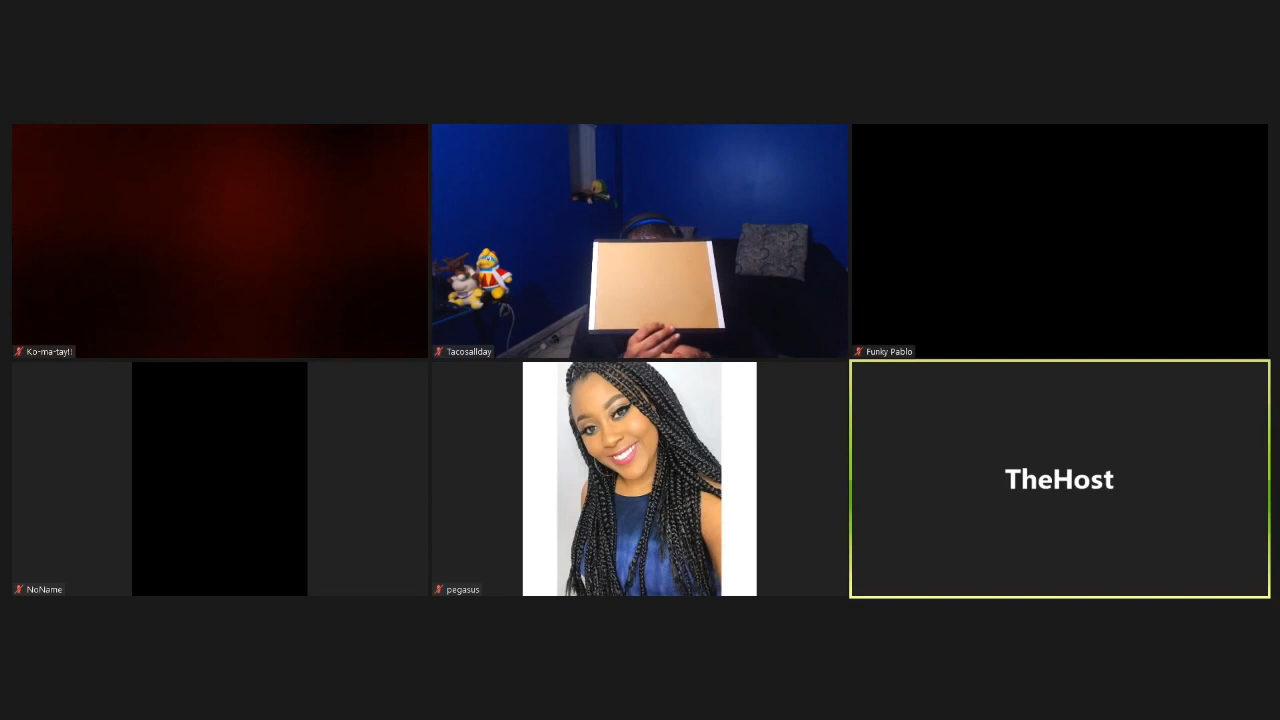 Ko-ma-tay!!
Tacosallday
Funky Pablo
NoName
pegasus
TheHost